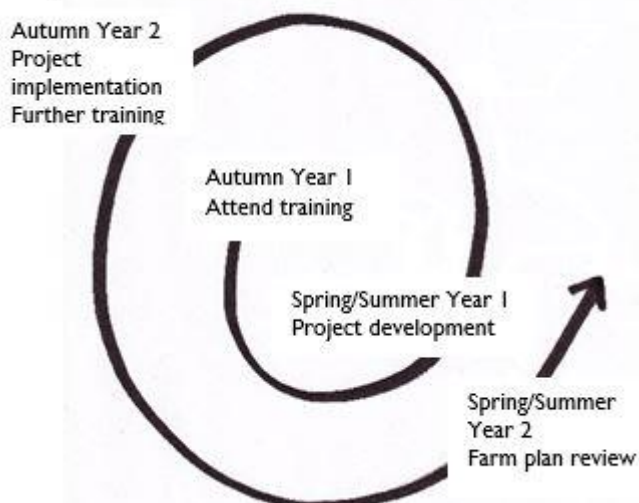 Autumn Year 2
Project
implementation
Further training
Autumn Year 1
Attend training
Spring/Summer Year 1
Project development
Spring/Summer
Year 2
Farm plan review